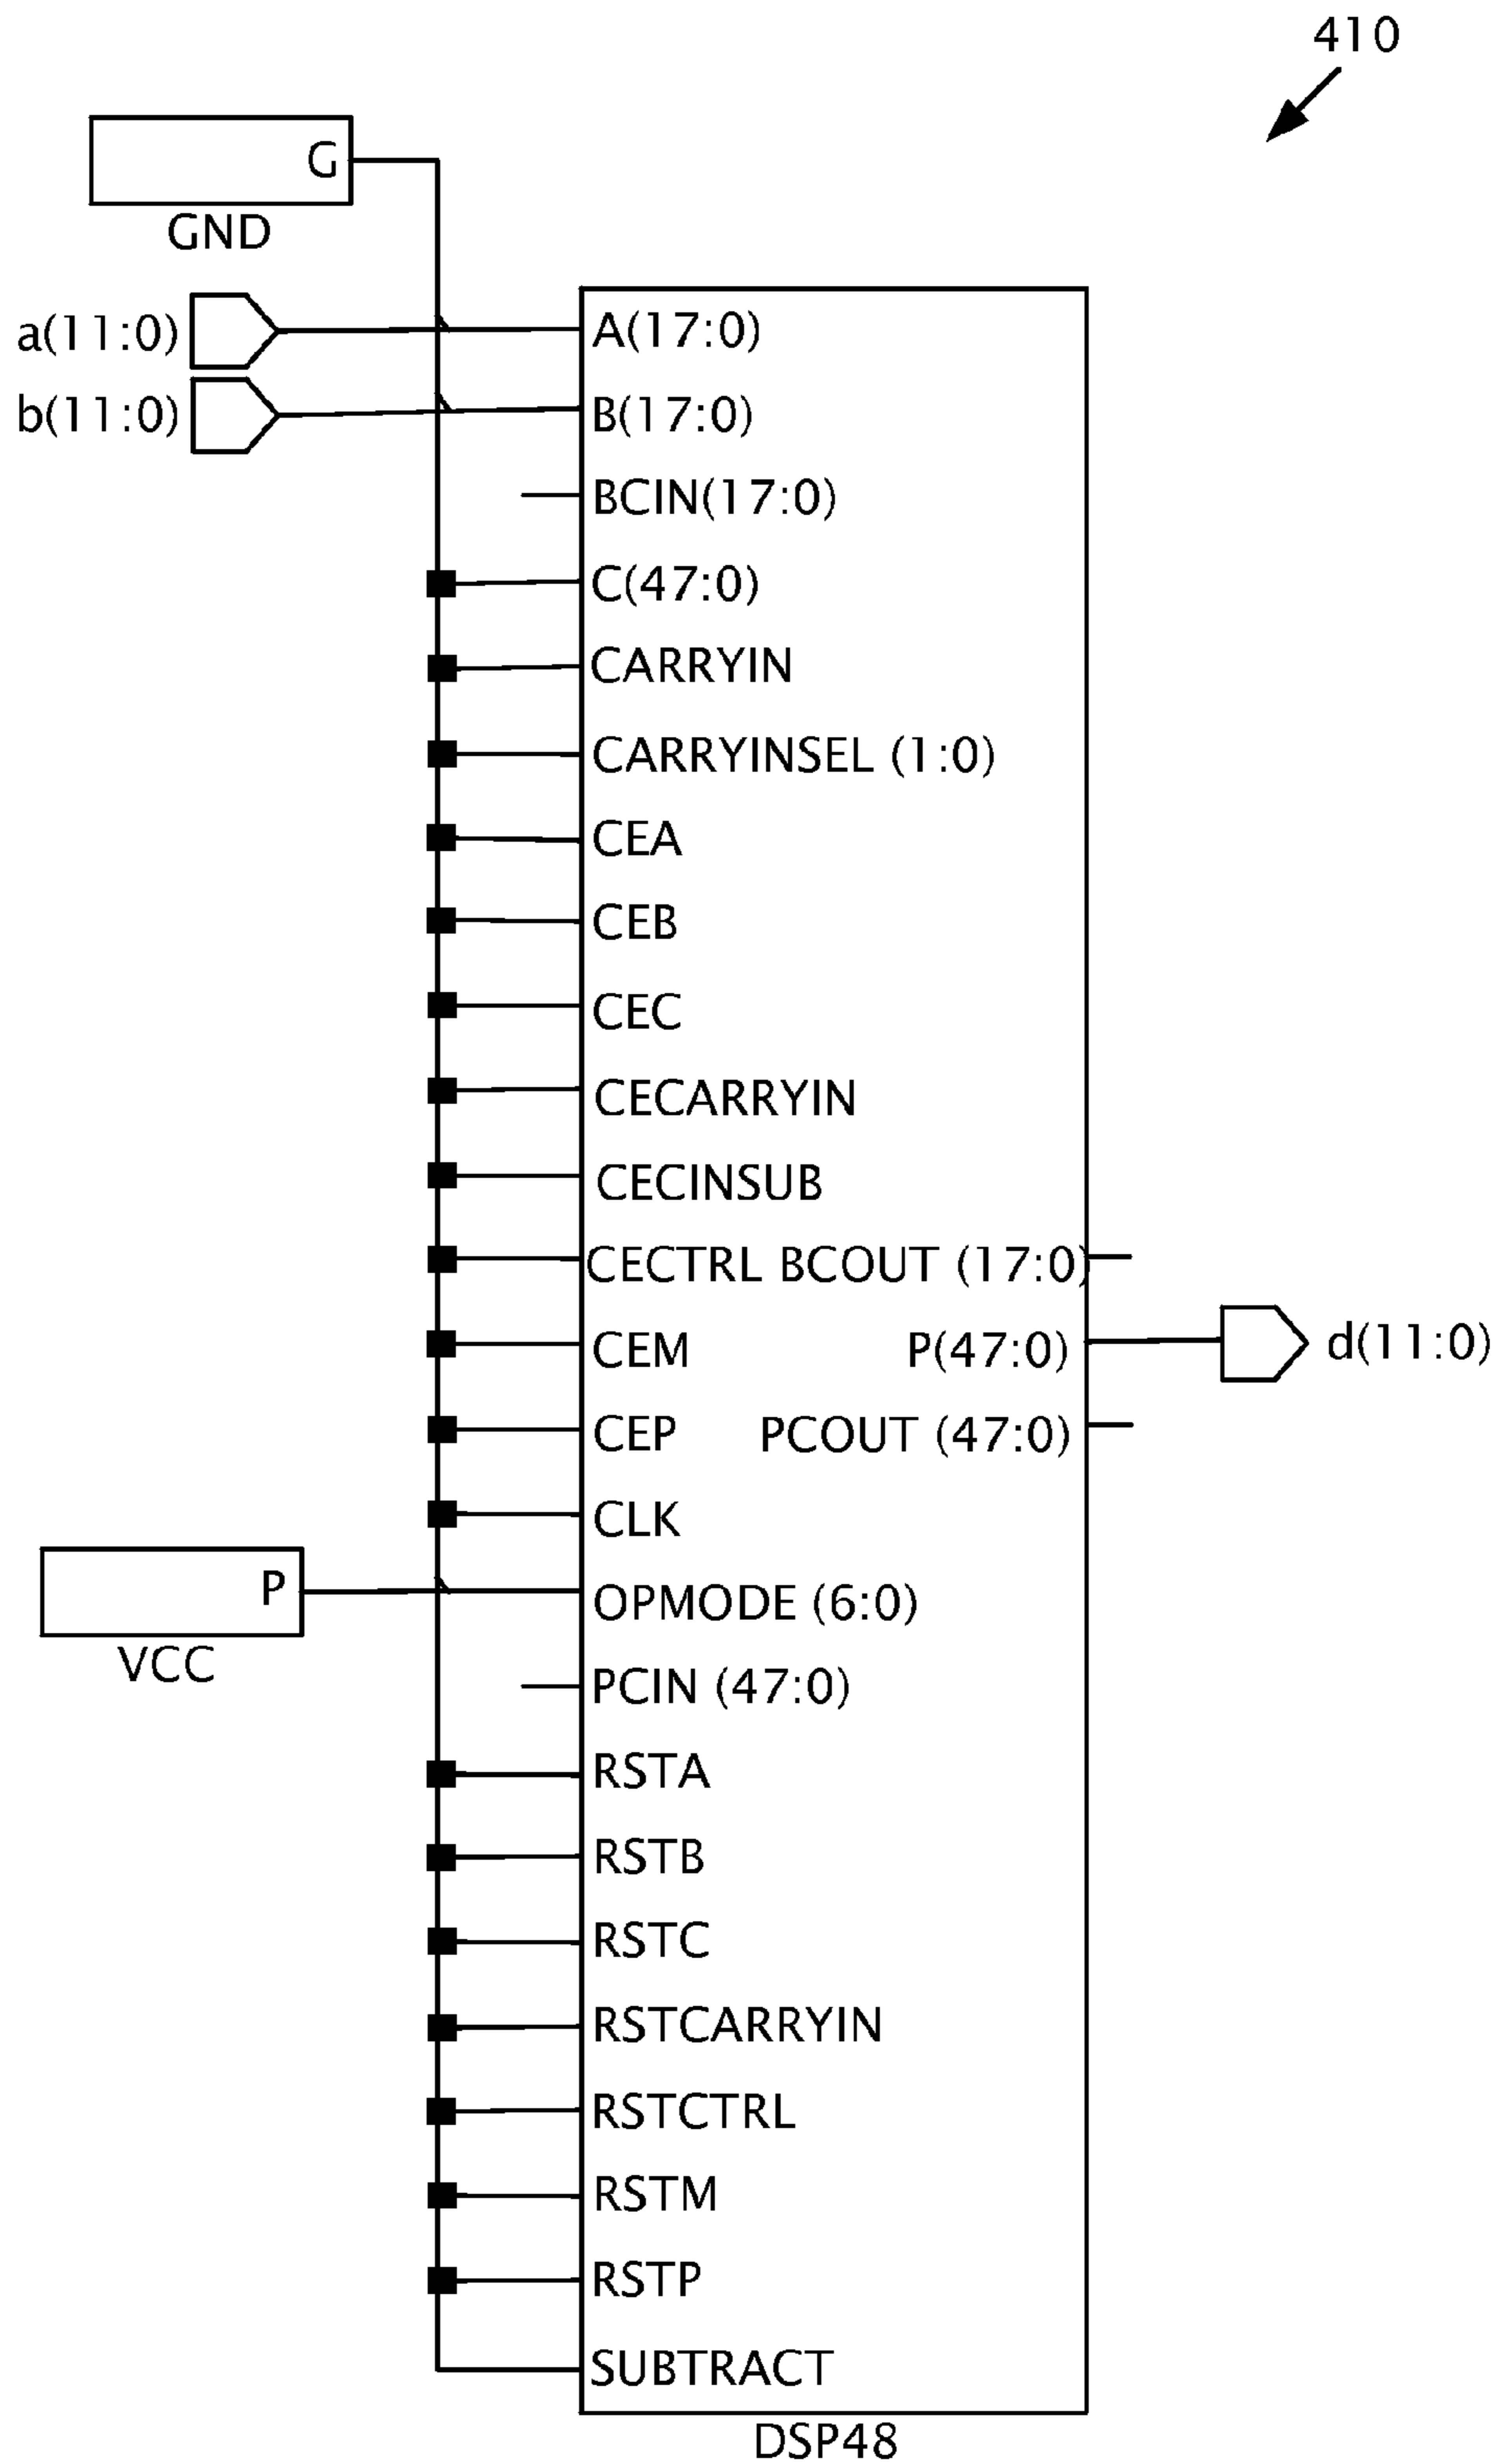 410
G
GND
a(11:0)
A(17:0)
b(11:0)
B(17:0)
BCIN(17:0)
C(47:0)
CARRYIN
CARRYINSEL (1:0)
CEA
CEB
CEC
CECARRYIN
CECINSUB
CECTRL BCOUT (17:0)
CEM P(47:0) d(11:0)
CEP PCOUT (47:0)
CLK
P
OPMODE (6:0)
VCC
PCIN (47:0)
RSTA
RSTB
RSTC
RSTCARRYIN
RSTCTRL
RSTM
RSTP
SUBTRACT
DSP48